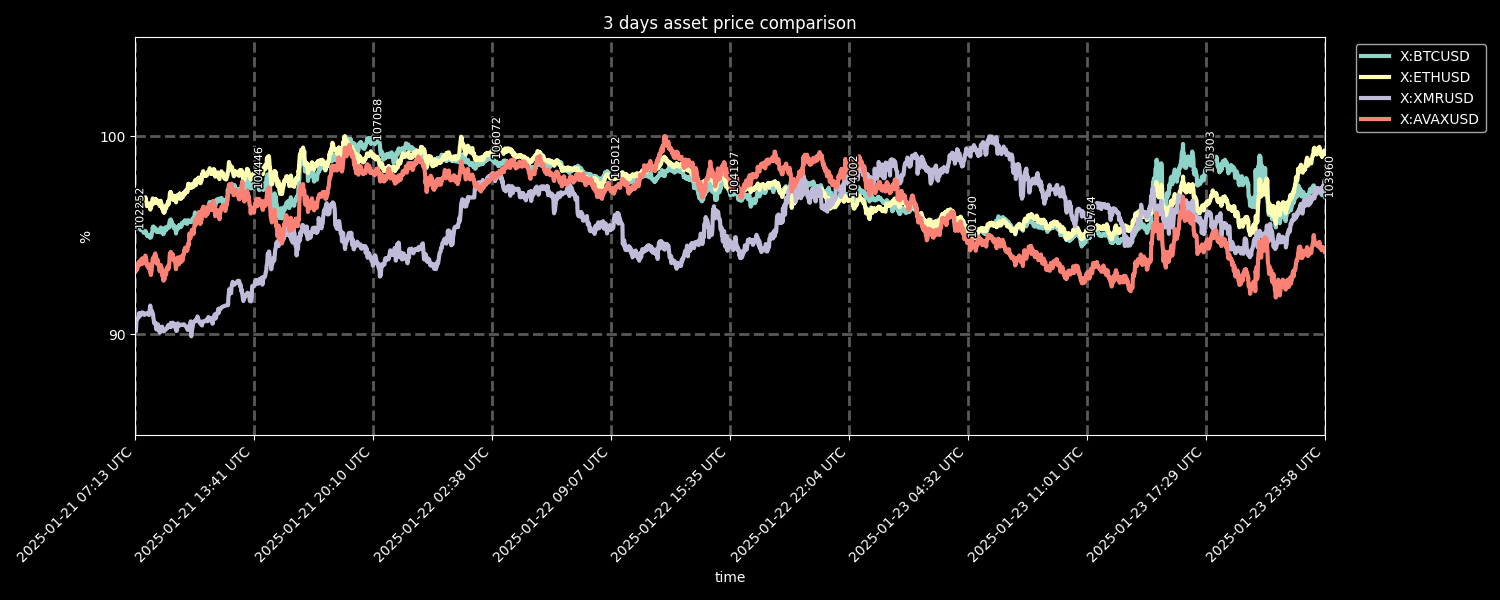 3 days asset price comparison
X:BTCUSD
X:ETHUSD
X:XMRUSD
X:AVAXUSD
100
90
%
102252
104446
107058
106072
105012
104197
104002
101790
101784
105303
103960
2025-01-21 07:13 UTC
2025-01-21 13:41 UTC
2025-01-21 20:10 UTC
2025-01-22 02:38 UTC
2025-01-22 09:07 UTC
2025-01-22 15:35 UTC
2025-01-22 22:04 UTC
2025-01-23 04:32 UTC
2025-01-23 11:01 UTC
2025-01-23 17:29 UTC
2025-01-23 23:58 UTC
time